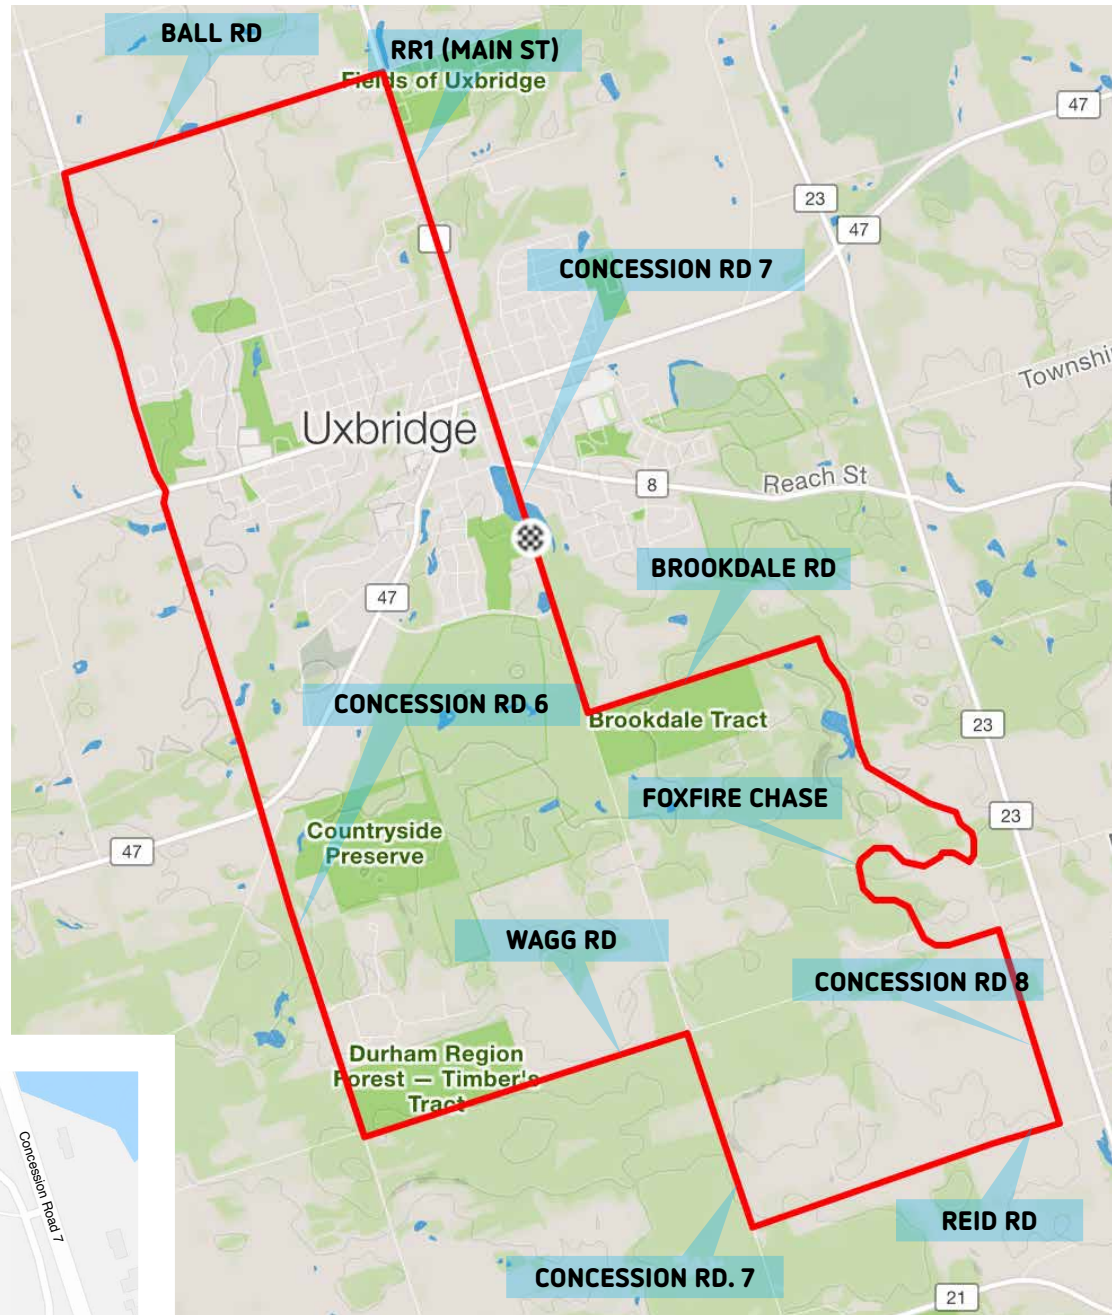 BALL RD
RR1 (MAIN ST)
Fields of Uxbridge
47
23
47
CONCESSION RD 7
Township
Uxbridge
8
Reach St
BROOKDALE RD
47
CONCESSION RD 6
Brookdale Tract
23
FOXFIRE CHASE
23
Countryside
Preserve
47
WAGG RD
CONCESSION RD 8
Durham Region
Forest — Timber's
Tract
Concession Road 7
REID RD
CONCESSION RD. 7
21